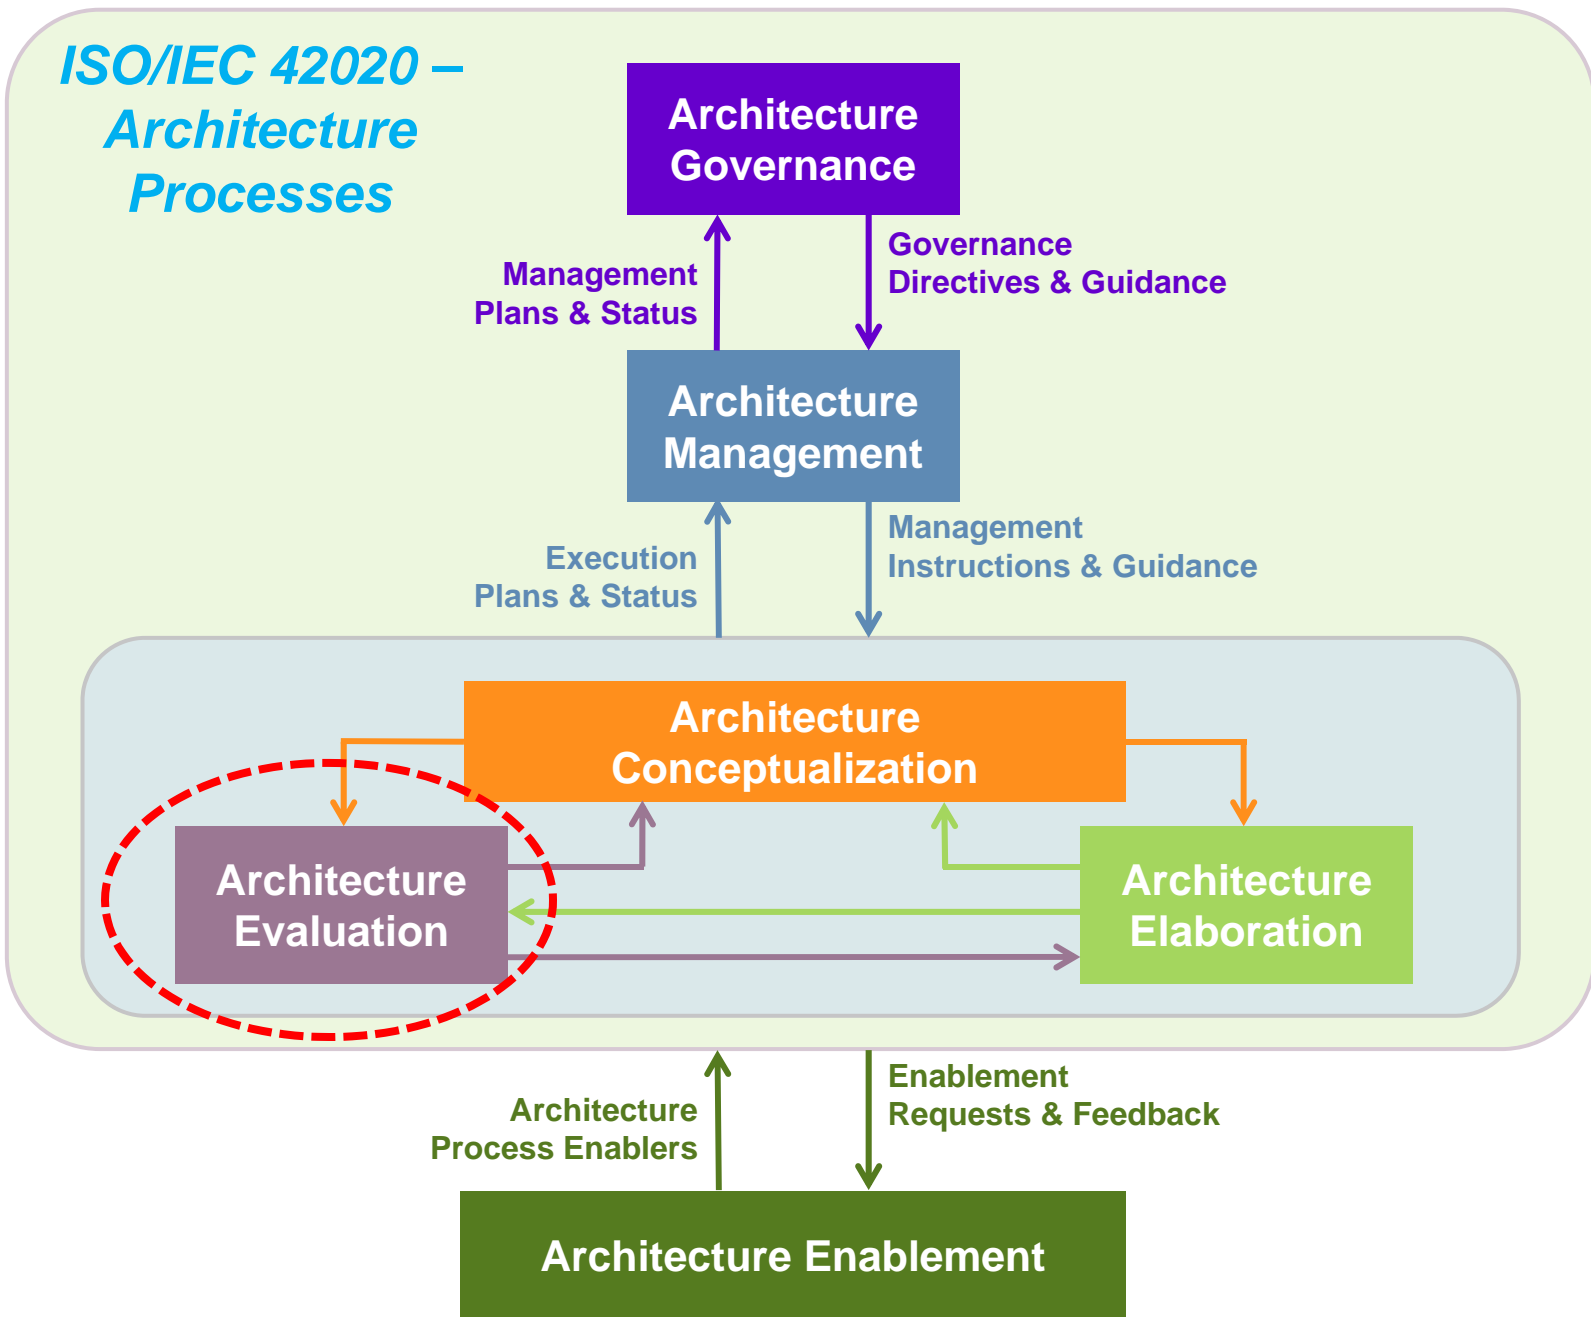 ISO/IEC 42020 –
Architecture
Processes
Architecture
Governance
Management
Plans & Status
Governance
Directives & Guidance
Architecture
Management
Execution
Plans & Status
Management
Instructions & Guidance
Architecture
Conceptualization
Architecture
Evaluation
Architecture
Elaboration
Architecture
Process Enablers
Enablement
Requests & Feedback
Architecture Enablement